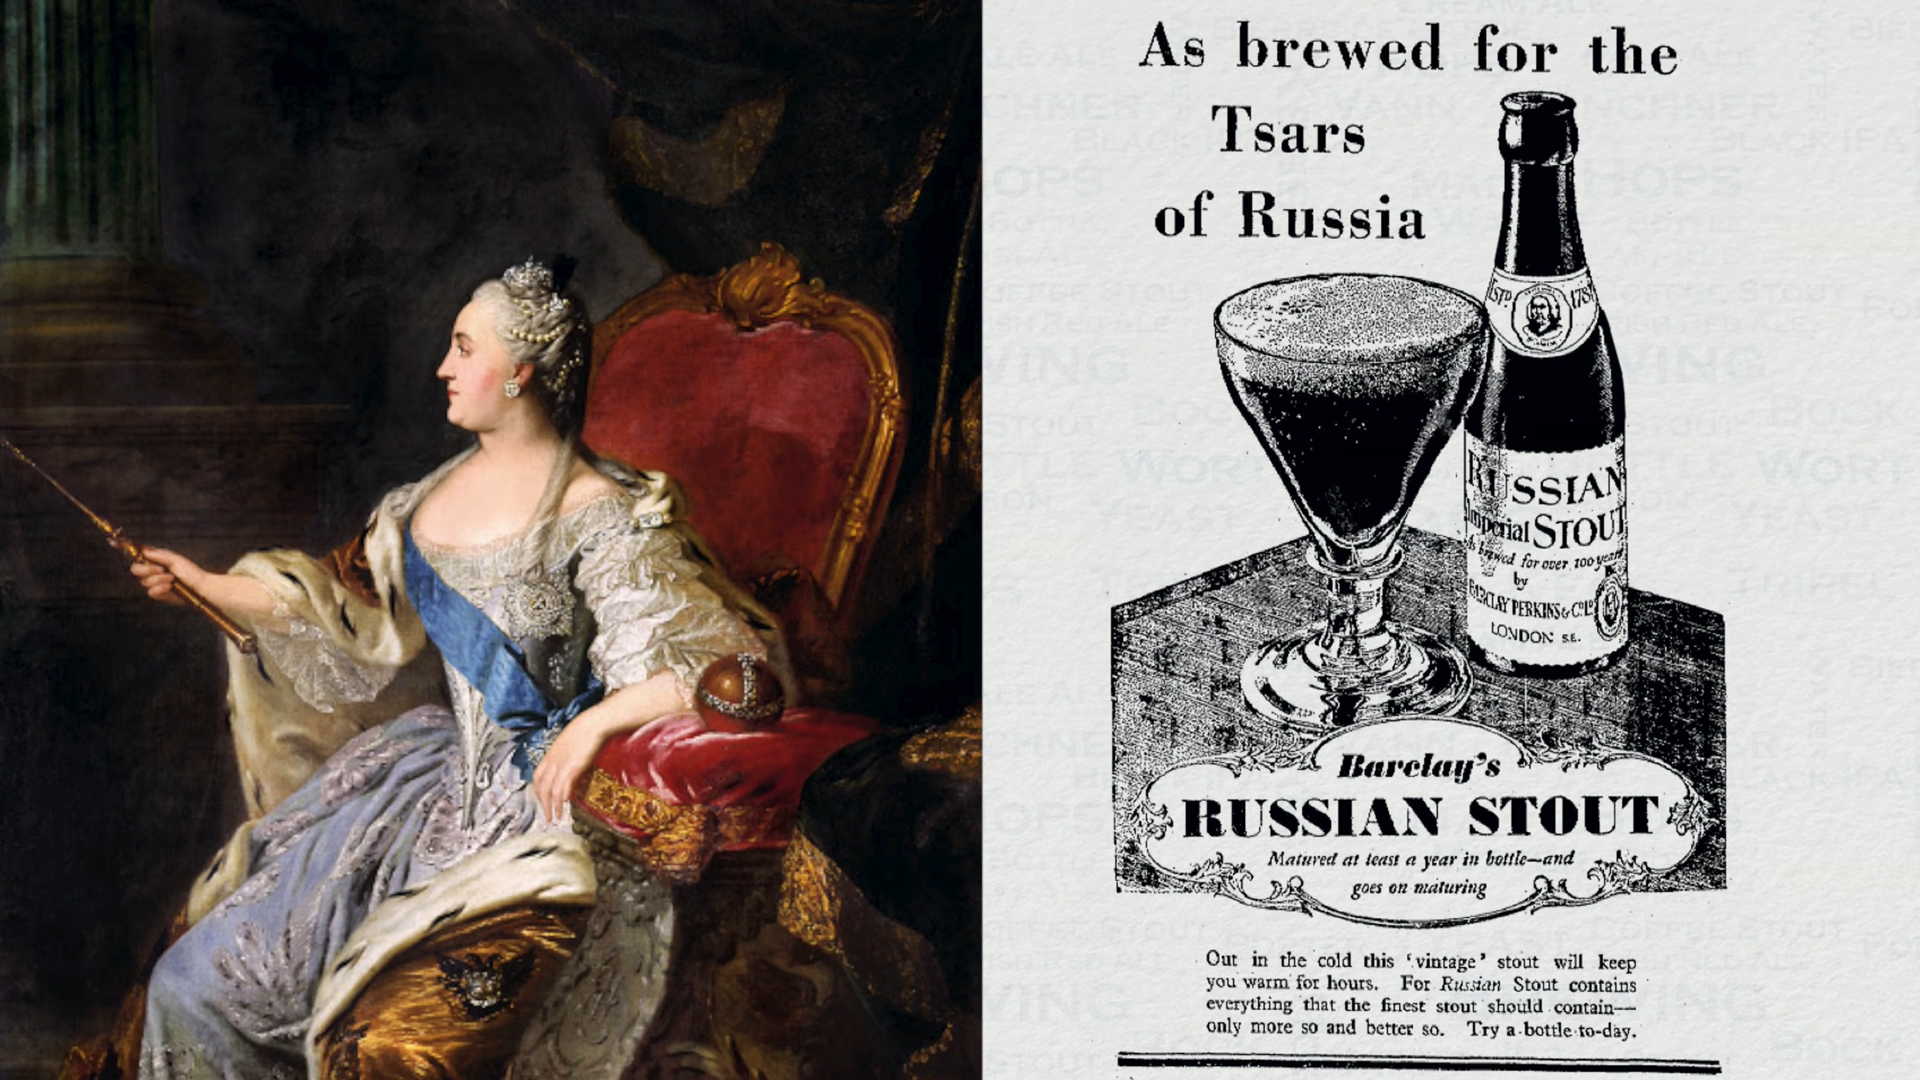 As brewed for the
Tsars
of Russia
ESTD 1781
RUSSIAN
Imperial STOUT
As brewed for over 100 years
by
BARCLAY PERKINS & CO LD
LONDON S.E.
Barclay's
RUSSIAN STOUT
Matured at least a year in bottle—and
goes on maturing
Out in the cold this 'vintage' stout will keep
you warm for hours. For Russian Stout contains
everything that the finest stout should contain—
only more so and better so. Try a bottle to-day.